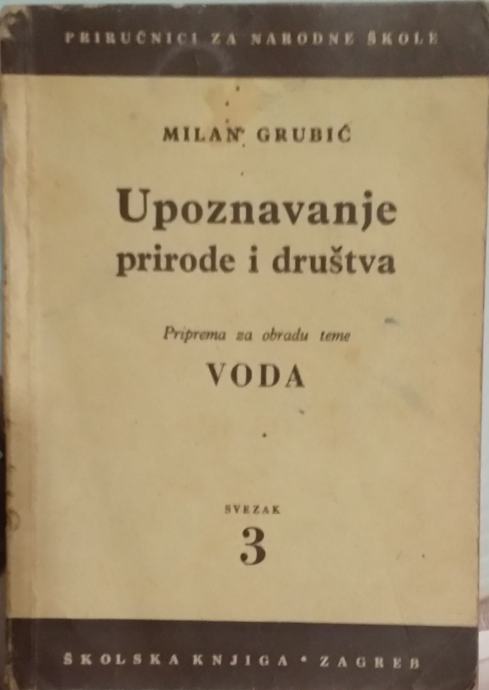 PRIRUČNICI ZA NARODNE ŠKOLE
MILAN GRUBIĆ
Upoznavanje
prirode i društva
Priprema za obradu teme
VODA
SVEZAK
3
ŠKOLSKA KNJIGA * ZAGREB